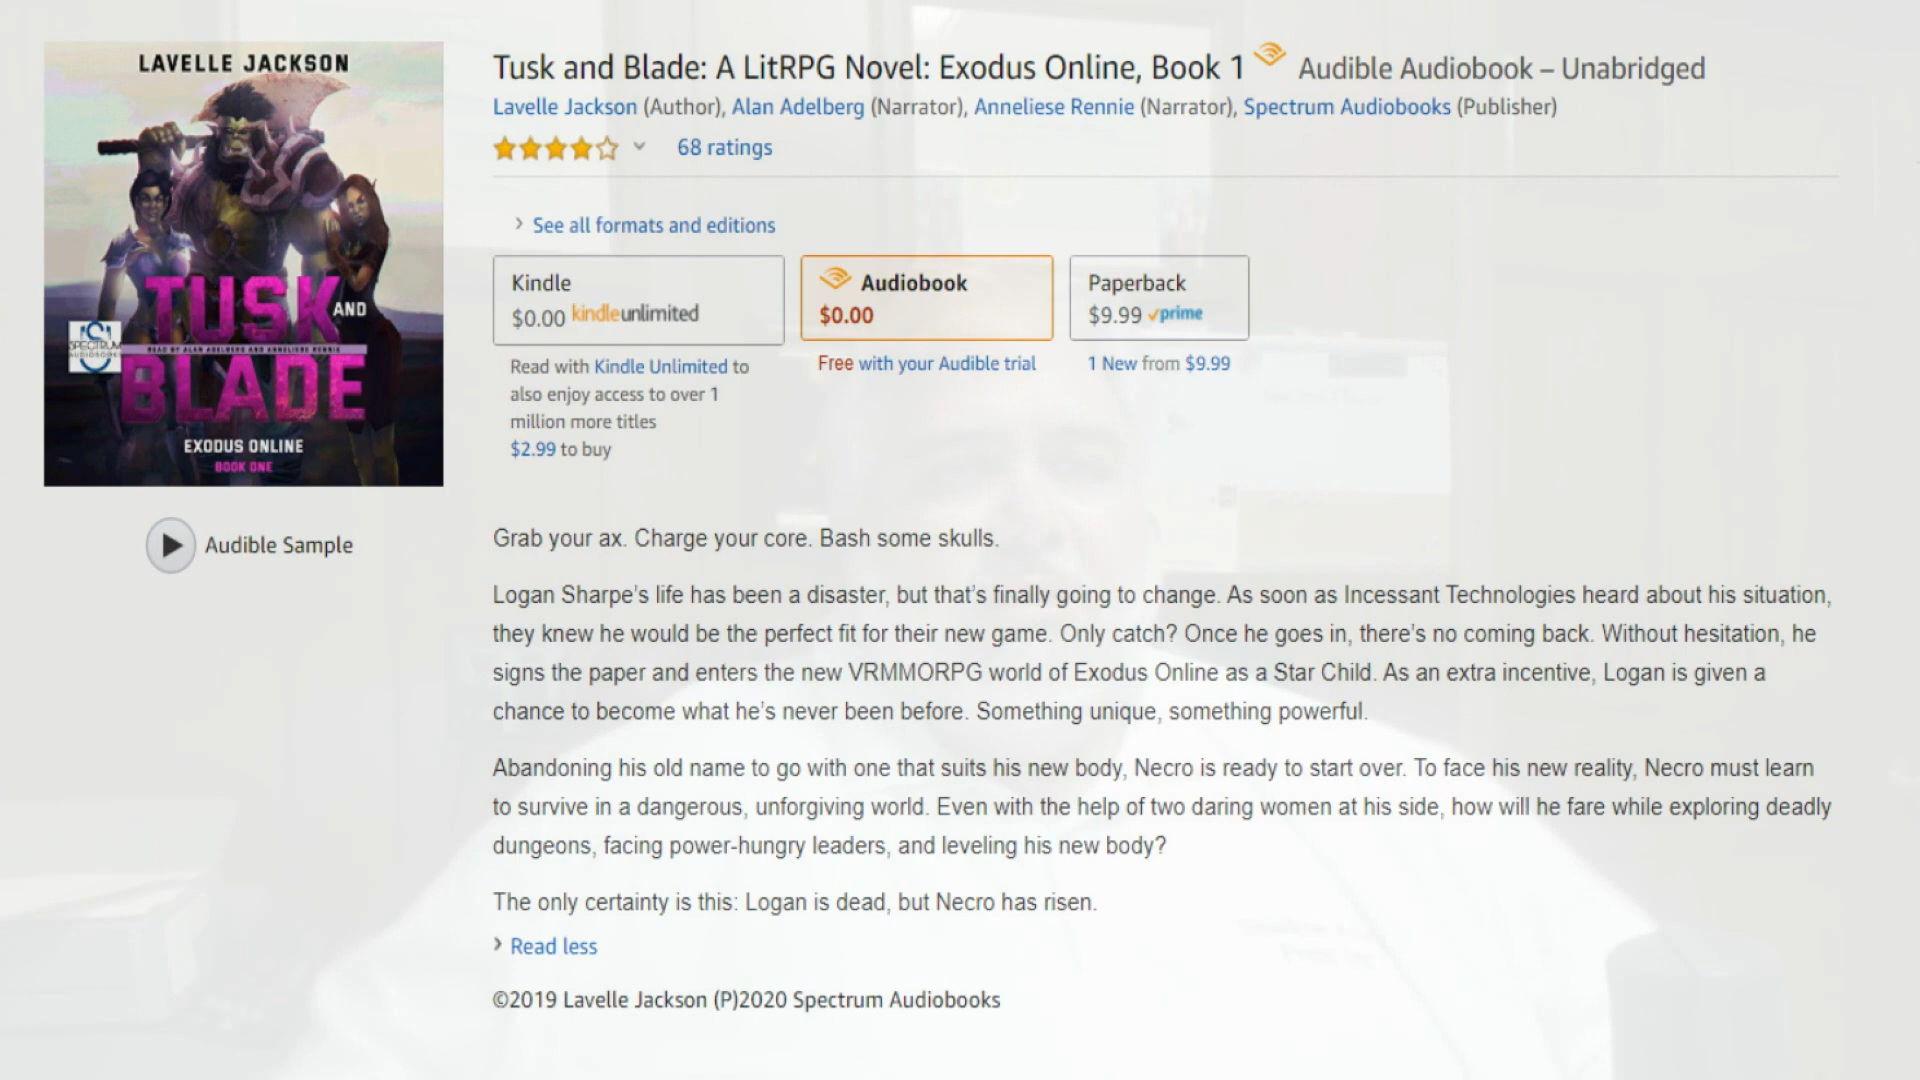 LAVELLE JACKSON
TUSK
AND
SPECTRUM
AUDIOBOOKS
READ BY ALAN ADELBERG AND ANNELIESE RENNIE
BLADE
EXODUS ONLINE
BOOK ONE
Audible Sample
Tusk and Blade: A LitRPG Novel: Exodus Online, Book 1 Audible Audiobook – Unabridged
Lavelle Jackson (Author), Alan Adelberg (Narrator), Anneliese Rennie (Narrator), Spectrum Audiobooks (Publisher)
68 ratings
See all formats and editions
Kindle
$0.00 kindleunlimited
Read with Kindle Unlimited to
also enjoy access to over 1
million more titles
$2.99 to buy
Audiobook
$0.00
Free with your Audible trial
Paperback
$9.99 prime
1 New from $9.99
Grab your ax. Charge your core. Bash some skulls.
Logan Sharpe's life has been a disaster, but that's finally going to change. As soon as Incessant Technologies heard about his situation,
they knew he would be the perfect fit for their new game. Only catch? Once he goes in, there's no coming back. Without hesitation, he
signs the paper and enters the new VRMMORPG world of Exodus Online as a Star Child. As an extra incentive, Logan is given a
chance to become what he's never been before. Something unique, something powerful.
Abandoning his old name to go with one that suits his new body, Necro is ready to start over. To face his new reality, Necro must learn
to survive in a dangerous, unforgiving world. Even with the help of two daring women at his side, how will he fare while exploring deadly
dungeons, facing power-hungry leaders, and leveling his new body?
The only certainty is this: Logan is dead, but Necro has risen.
Read less
©2019 Lavelle Jackson (P)2020 Spectrum Audiobooks